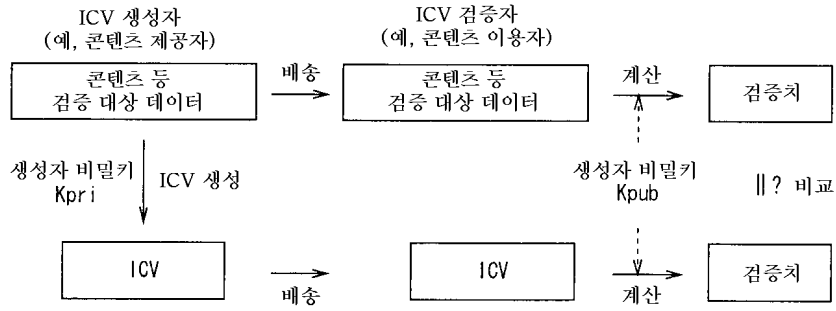 ICV 생성자
(예, 콘텐츠 제공자)
ICV 검증자
(예, 콘텐츠 이용자)
콘텐츠 등
검증 대상 데이터
배송
콘텐츠 등
검증 대상 데이터
계산
검증치
생성자 비밀키
Kpri
ICV 생성
생성자 비밀키
Kpub
||? 비교
ICV
배송
ICV
계산
검증치